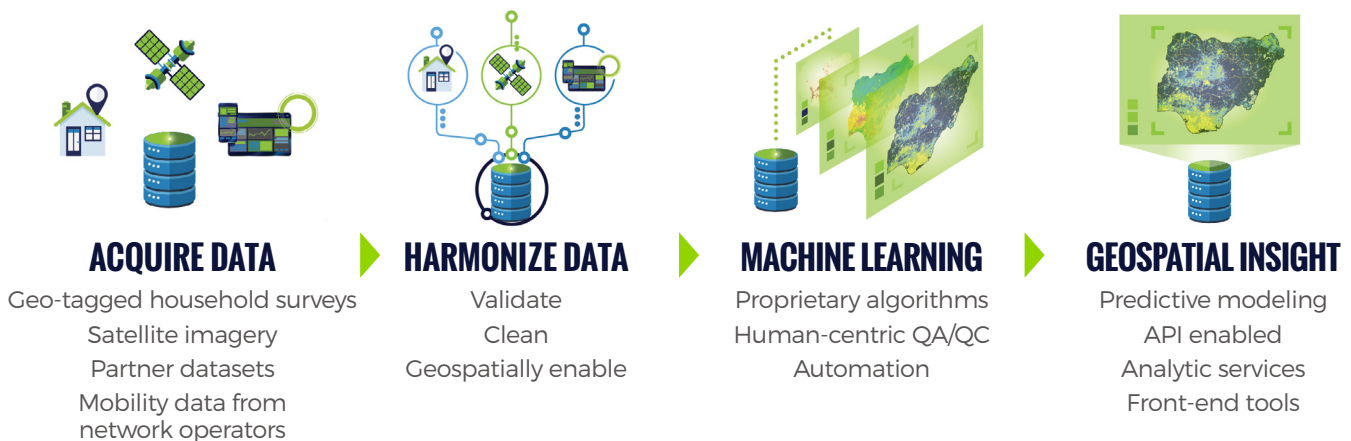 ACQUIRE DATA
Geo-tagged household surveys
Satellite imagery
Partner datasets
Mobility data from
network operators
HARMONIZE DATA
Validate
Clean
Geospatially enable
MACHINE LEARNING
Proprietary algorithms
Human-centric QA/QC
Automation
GEOSPATIAL INSIGHT
Predictive modeling
API enabled
Analytic services
Front-end tools